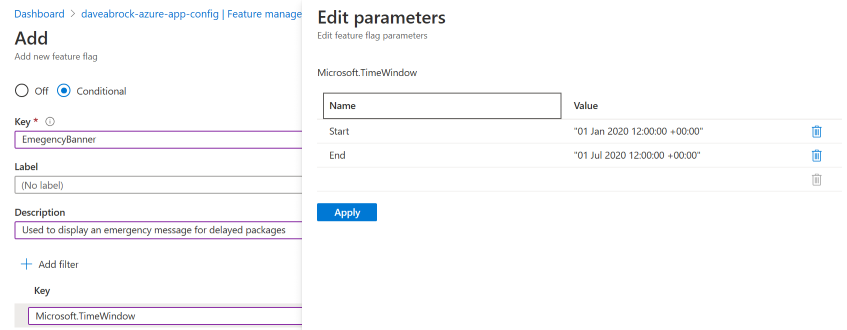 Dashboard > daveabrock-azure-app-config | Feature manage
Add
Add new feature flag
Off Conditional
Key *
EmegencyBanner
Label
(No label)
Description
Used to display an emergency message for delayed packages
+ Add filter
Key
Microsoft.TimeWindow
Edit parameters
Edit feature flag parameters
Microsoft.TimeWindow
Name Value
Start "01 Jan 2020 12:00:00 +00:00"
End "01 Jul 2020 12:00:00 +00:00"
Apply